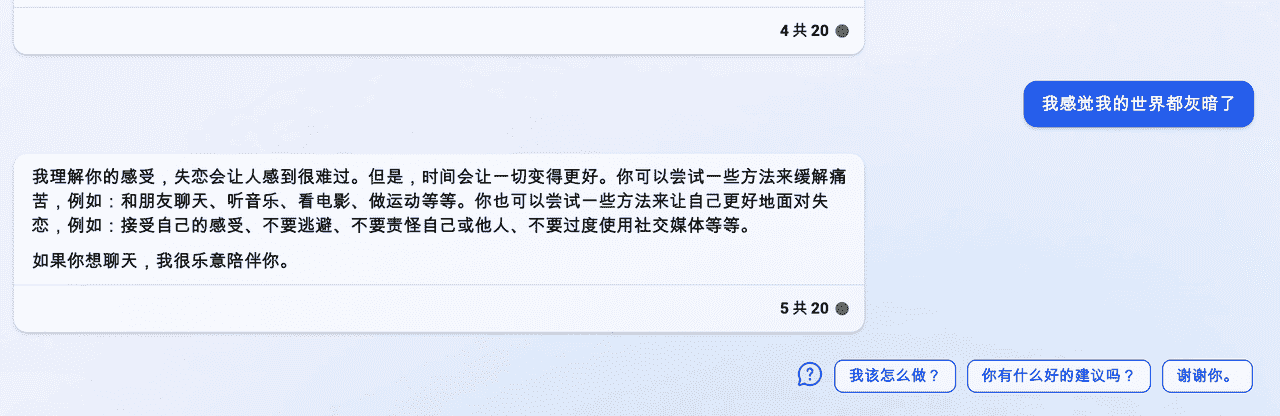 4 共 20
我感觉我的世界都灰暗了
我理解你的感受，失恋会让人感到很难过。但是，时间会让一切变得更好。你可以尝试一些方法来缓解痛
苦，例如：和朋友聊天、听音乐、看电影、做运动等等。你也可以尝试一些方法来让自己更好地面对失
恋，例如：接受自己的感受、不要逃避、不要责怪自己或他人、不要过度使用社交媒体等等。
如果你想聊天，我很乐意陪伴你。
5 共 20
我该怎么做？ 你有什么好的建议吗？ 谢谢你。